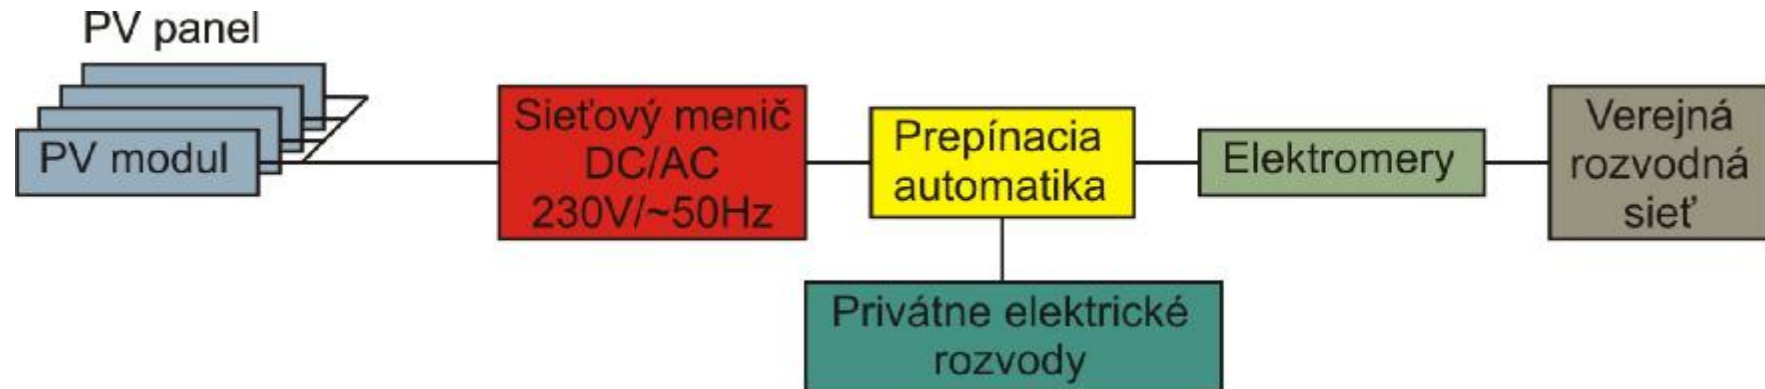 PV panel
PV modul
Sieťový menič
DC/AC
230V/~50Hz
Prepínacia
automatika
Elektromery
Verejná
rozvodná
sieť
Privátne elektrické
rozvody